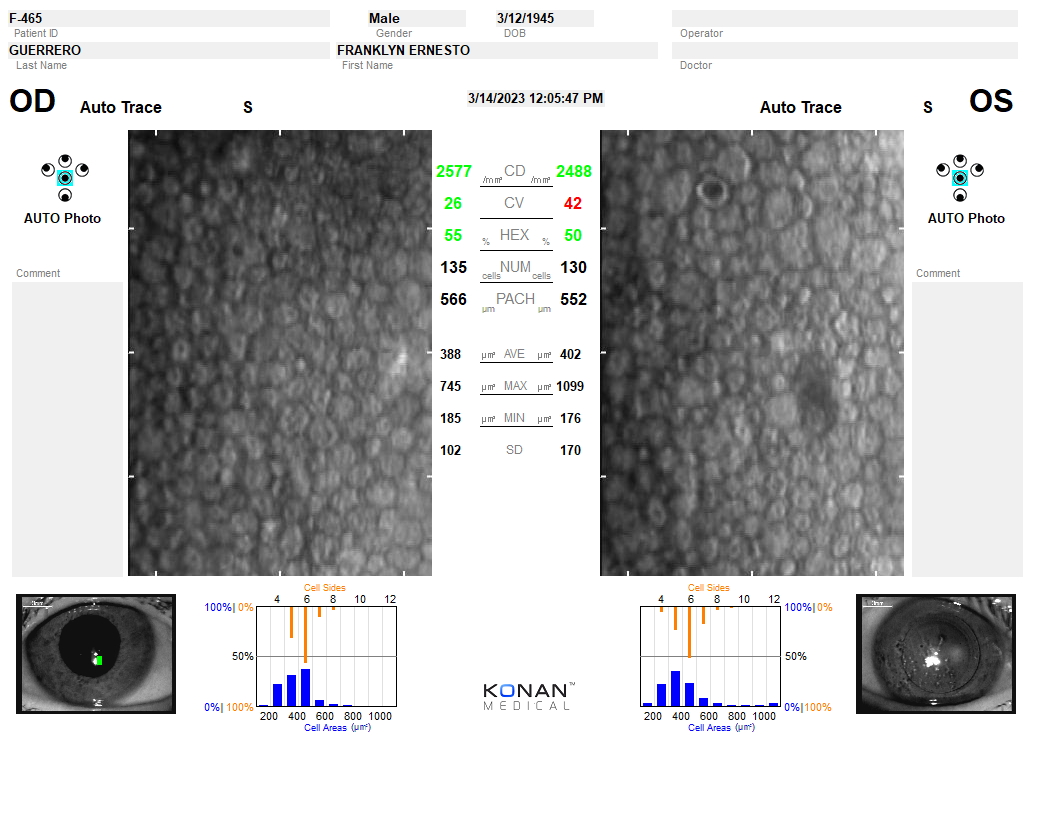 F-465 Male 3/12/1945
Patient ID Gender DOB Operator
GUERRERO FRANKLYN ERNESTO
Last Name First Name Doctor
OD Auto Trace S 3/14/2023 12:05:47 PM Auto Trace S OS
2577 /mm² CD /mm² 2488
26 CV 42
AUTO Photo AUTO Photo
55 % HEX % 50
135 cells NUM cells 130
Comment Comment
566 µm PACH µm 552
388 µm² AVE µm² 402
745 µm² MAX µm² 1099
185 µm² MIN µm² 176
102 SD 170
Cell Sides Cell Sides
4 6 8 10 12 4 6 8 10 12
100%| 0% 100%| 0%
50% 50%
0%| 100% 0%| 100%
200 400 600 800 1000 200 400 600 800 1000
Cell Areas (µm²) Cell Areas (µm²)
KONAN™
MEDICAL